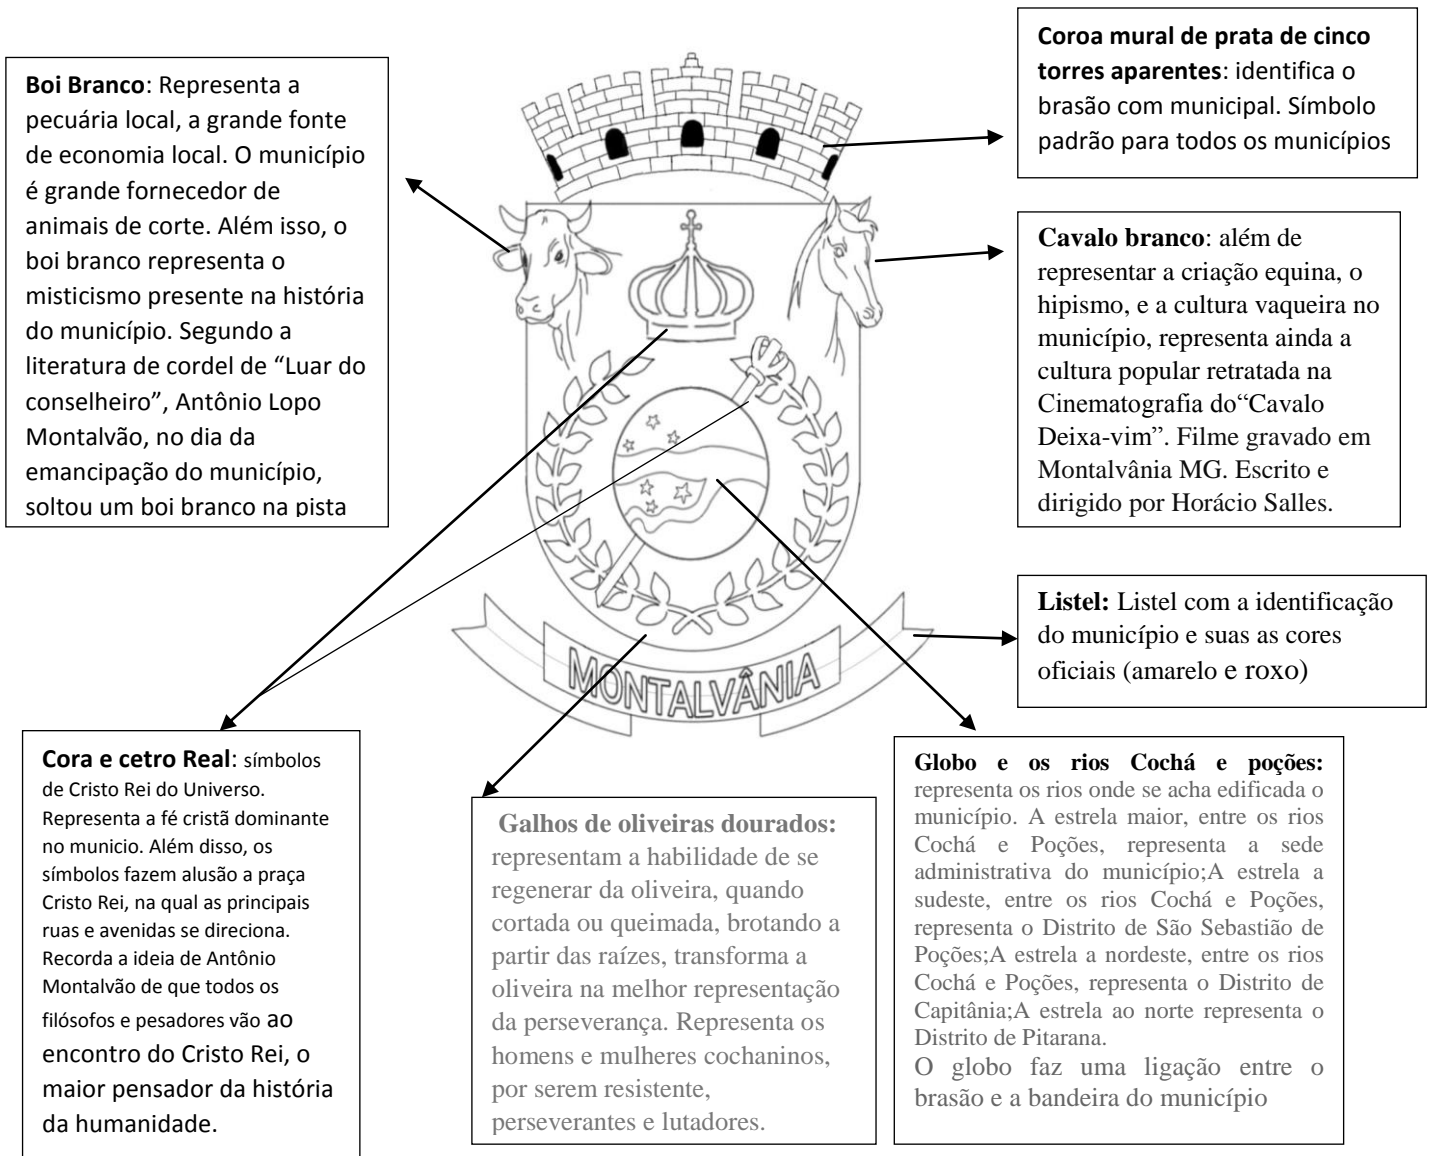 Boi Branco: Representa a
pecuária local, a grande fonte
de economia local. O município
é grande fornecedor de
animais de corte. Além isso, o
boi branco representa o
misticismo presente na história
do município. Segundo a
literatura de cordel de “Luar do
conselheiro”, Antônio Lopo
Montalvão, no dia da
emancipação do município,
soltou um boi branco na pista
Coroa mural de prata de cinco
torres aparentes: identifica o
brasão com municipal. Símbolo
padrão para todos os municípios
Cavalo branco: além de
representar a criação equina, o
hipismo, e a cultura vaqueira no
município, representa ainda a
cultura popular retratada na
Cinematografia do“Cavalo
Deixa-vim”. Filme gravado em
Montalvânia MG. Escrito e
dirigido por Horácio Salles.
Listel: Listel com a identificação
do município e suas as cores
oficiais (amarelo e roxo)
MONTALVÂNIA
Cora e cetro Real: símbolos
de Cristo Rei do Universo.
Representa a fé cristã dominante
no municio. Além disso, os
símbolos fazem alusão a praça
Cristo Rei, na qual as principais
ruas e avenidas se direciona.
Recorda a ideia de Antônio
Montalvão de que todos os
filósofos e pesadores vão ao
encontro do Cristo Rei, o
maior pensador da história
da humanidade.
Galhos de oliveiras dourados:
representam a habilidade de se
regenerar da oliveira, quando
cortada ou queimada, brotando a
partir das raízes, transforma a
oliveira na melhor representação
da perseverança. Representa os
homens e mulheres cochaninos,
por serem resistente,
perseverantes e lutadores.
Globo e os rios Cochá e poções:
representa os rios onde se acha edificada o
município. A estrela maior, entre os rios
Cochá e Poções, representa a sede
administrativa do município;A estrela a
sudeste, entre os rios Cochá e Poções,
representa o Distrito de São Sebastião de
Poções;A estrela a nordeste, entre os rios
Cochá e Poções, representa o Distrito de
Capitânia;A estrela ao norte representa o
Distrito de Pitarana.
O globo faz uma ligação entre o
brasão e a bandeira do município